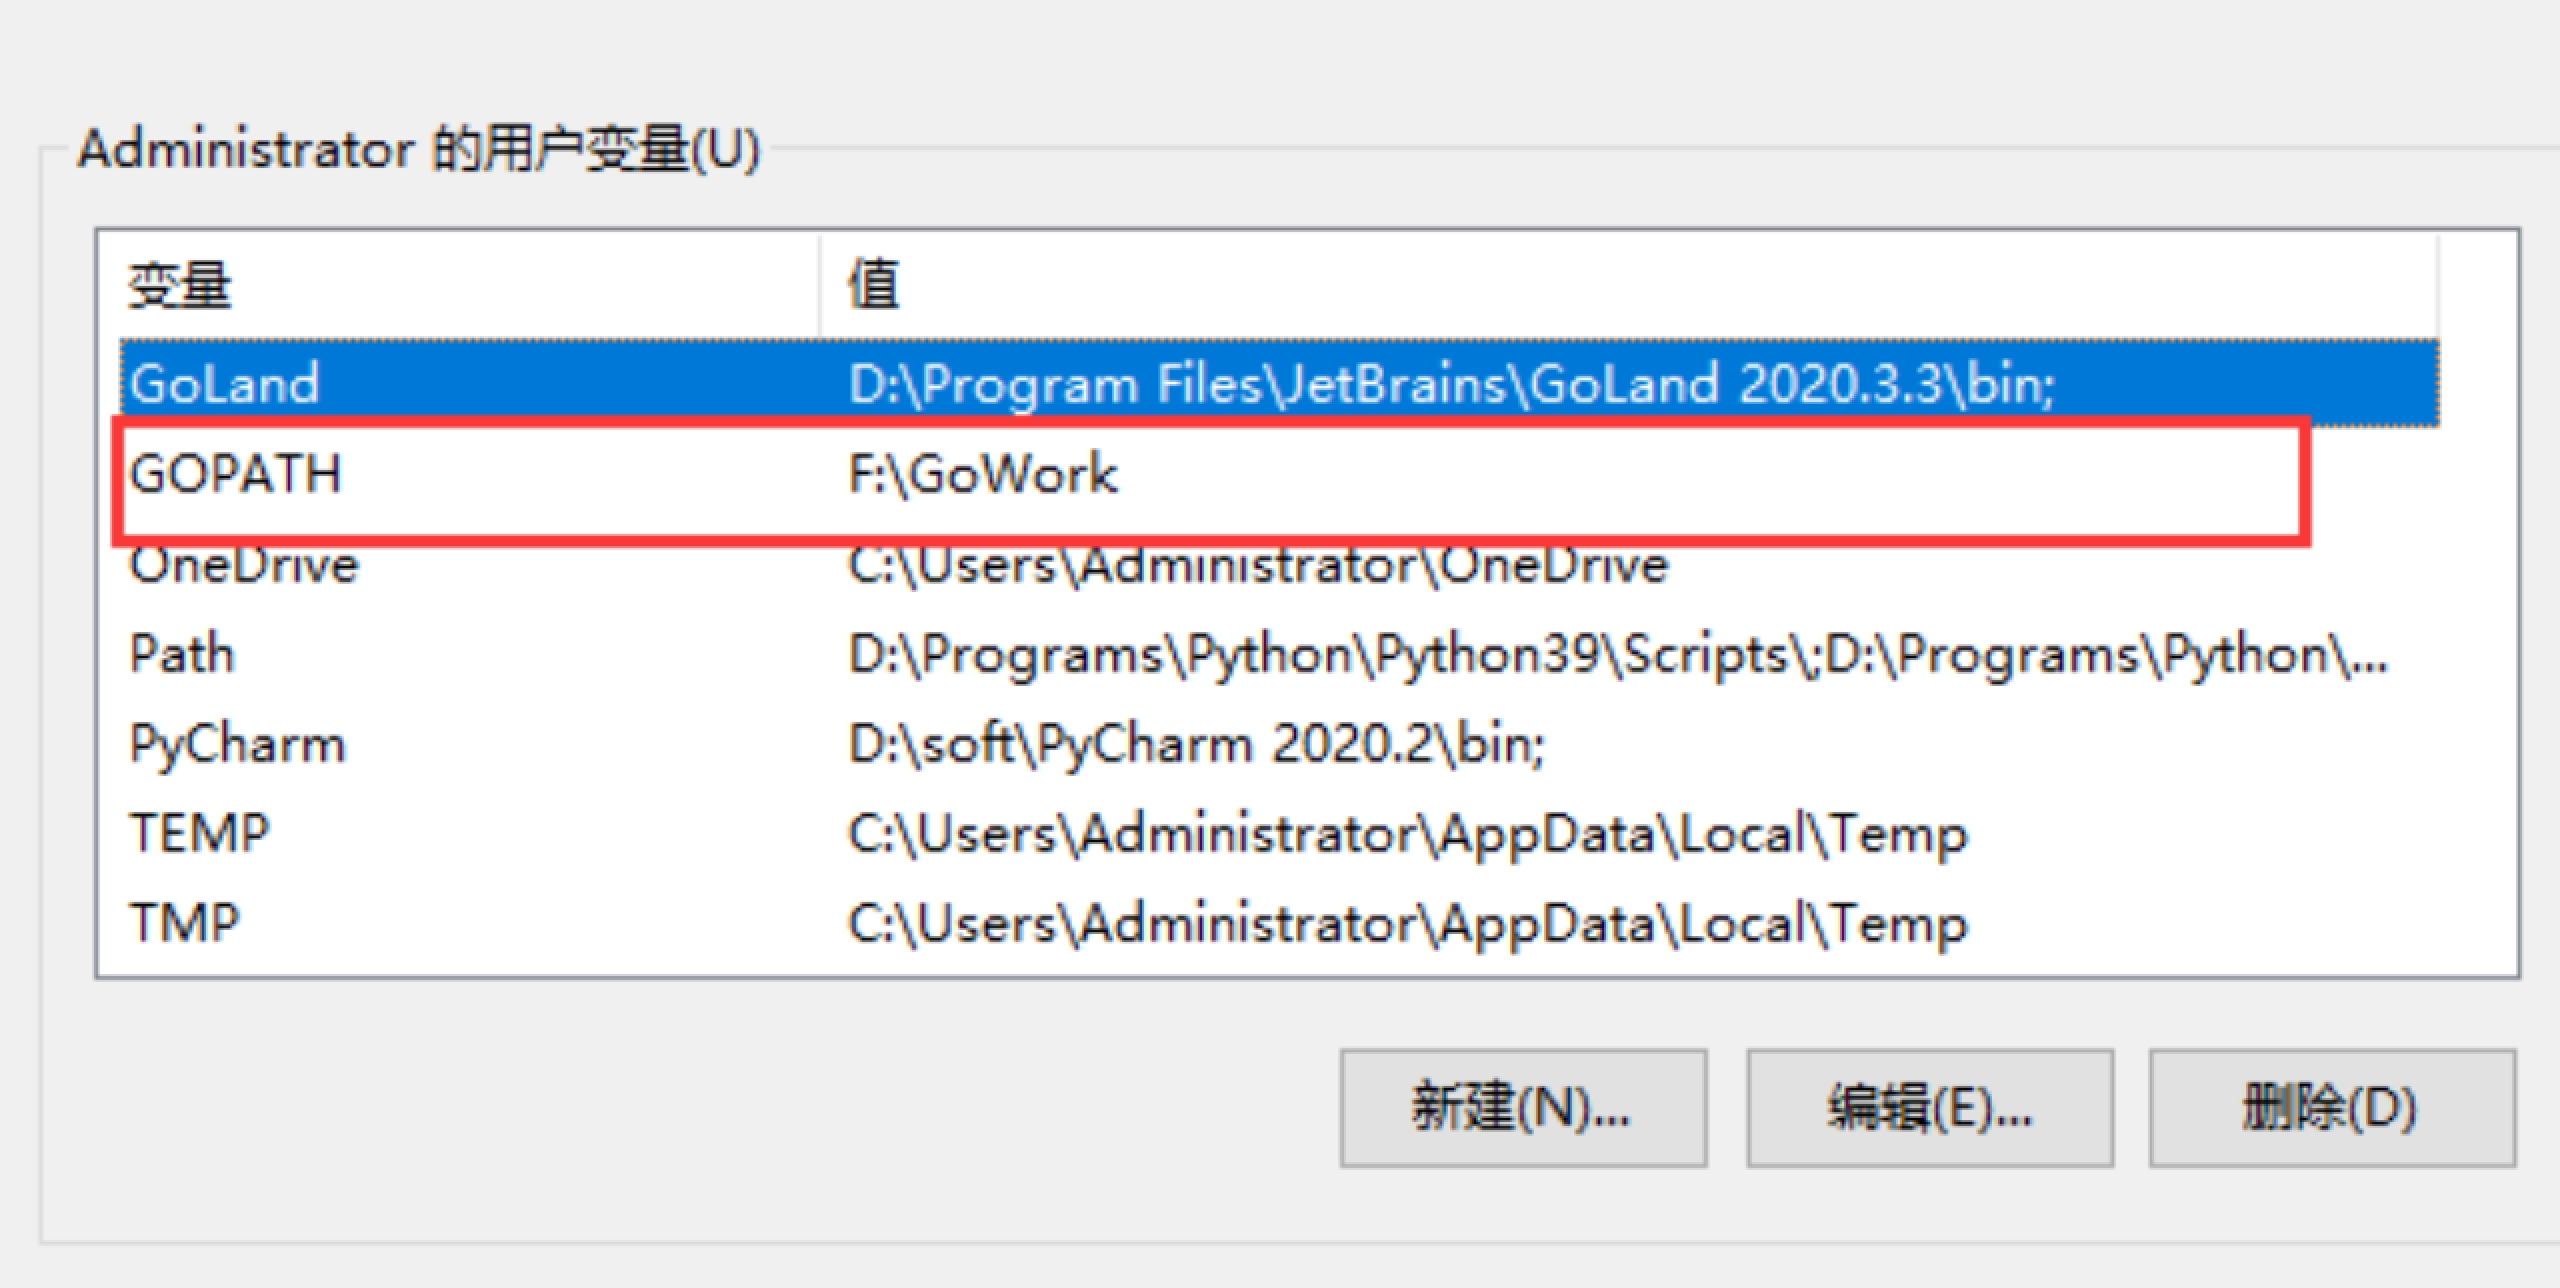 Administrator 的用户变量(U)
变量 值
GoLand D:\Program Files\JetBrains\GoLand 2020.3.3\bin;
GOPATH F:\GoWork
OneDrive C:\Users\Administrator\OneDrive
Path D:\Programs\Python\Python39\Scripts\;D:\Programs\Python\...
PyCharm D:\soft\PyCharm 2020.2\bin;
TEMP C:\Users\Administrator\AppData\Local\Temp
TMP C:\Users\Administrator\AppData\Local\Temp
新建(N)... 编辑(E)... 删除(D)